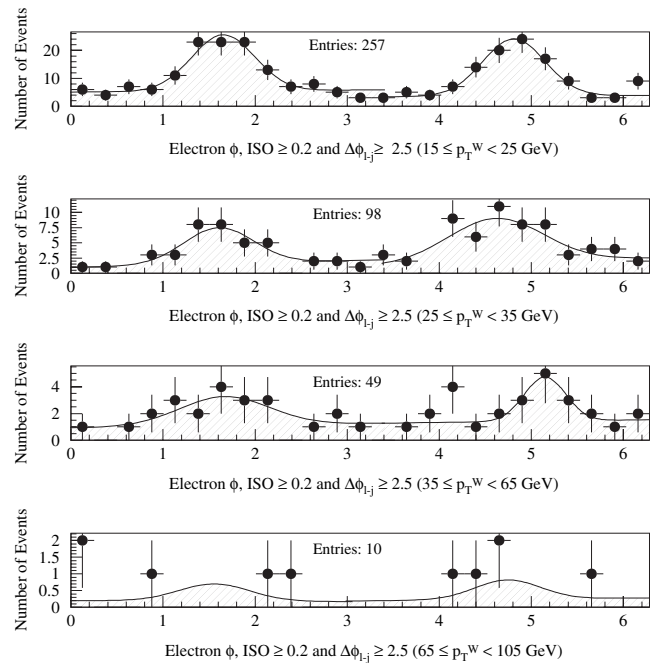 Number of Events
20
10
0
Entries: 257
0 1 2 3 4 5 6
Electron ϕ, ISO ≥ 0.2 and Δϕl-j ≥ 2.5 (15 ≤ pTW < 25 GeV)
Number of Events
10
7.5
5
2.5
0
Entries: 98
0 1 2 3 4 5 6
Electron ϕ, ISO ≥ 0.2 and Δϕl-j ≥ 2.5 (25 ≤ pTW < 35 GeV)
Number of Events
4
2
0
Entries: 49
0 1 2 3 4 5 6
Electron ϕ, ISO ≥ 0.2 and Δϕl-j ≥ 2.5 (35 ≤ pTW < 65 GeV)
Number of Events
2
1.5
1
0.5
0
Entries: 10
0 1 2 3 4 5 6
Electron ϕ, ISO ≥ 0.2 and Δϕl-j ≥ 2.5 (65 ≤ pTW < 105 GeV)